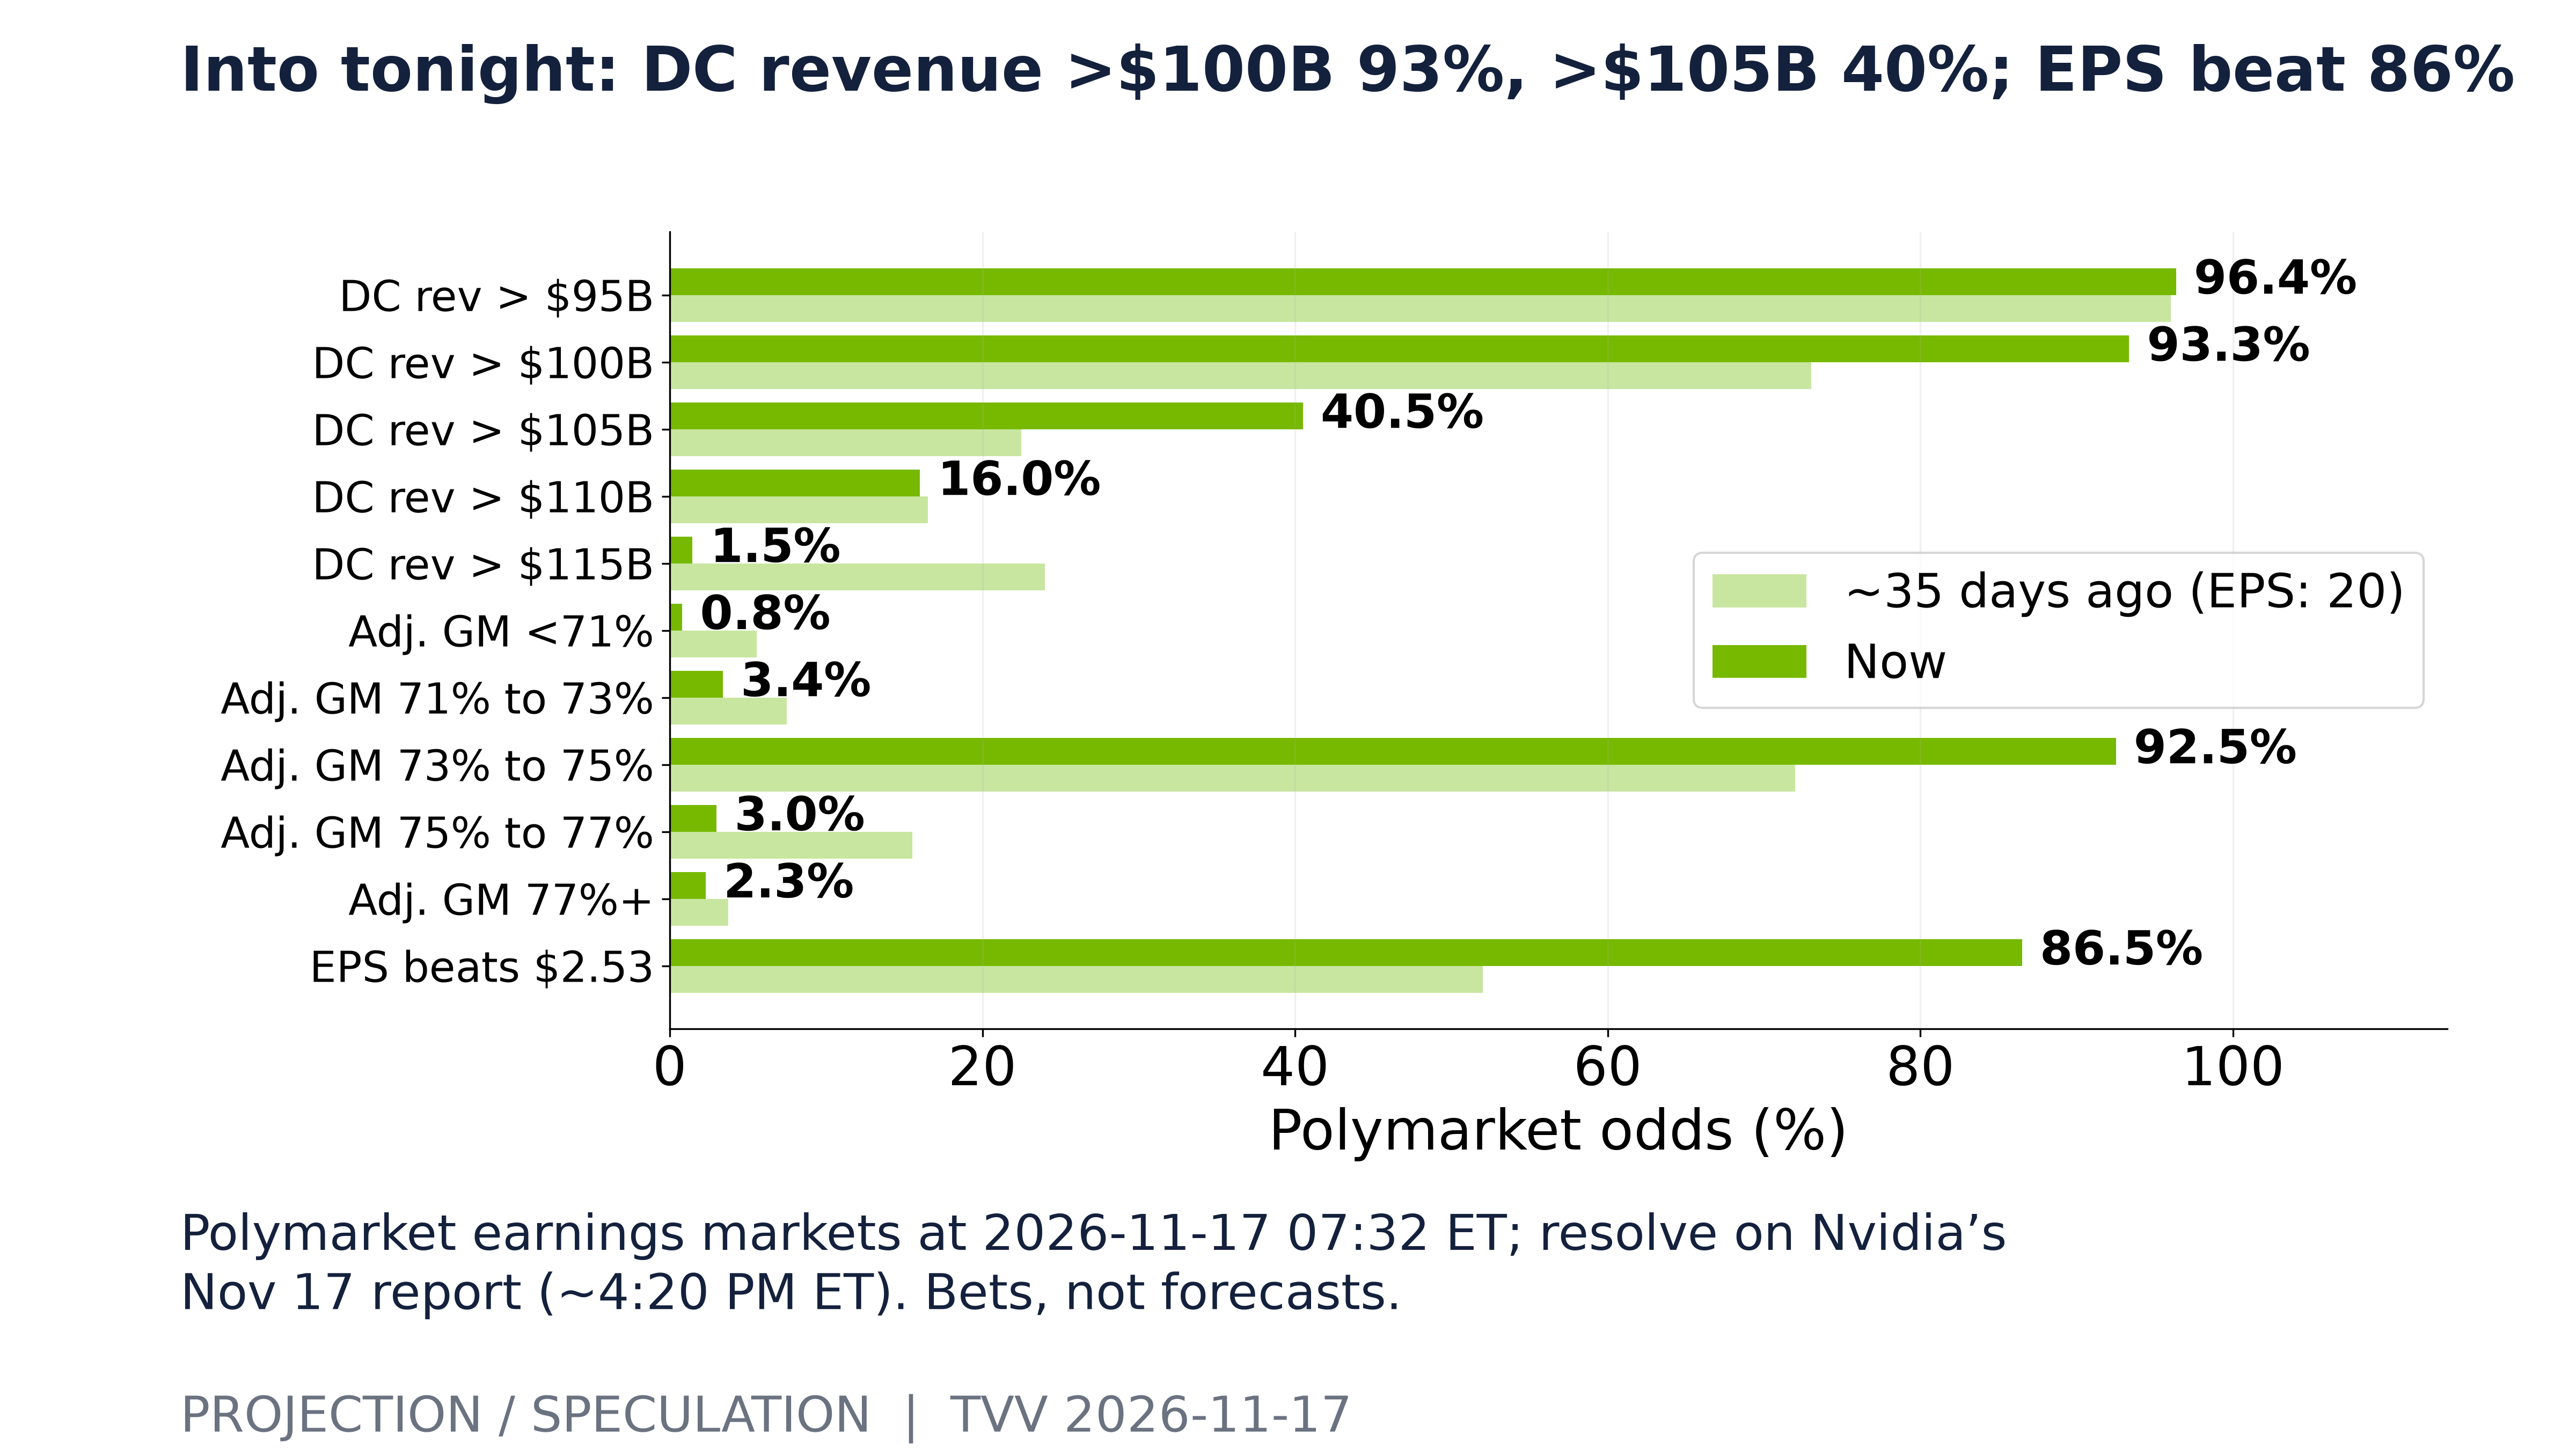 Into tonight: DC revenue >$100B 93%, >$105B 40%; EPS beat 86%
DC rev > $95B
96.4%
DC rev > $100B
93.3%
DC rev > $105B
40.5%
DC rev > $110B
16.0%
DC rev > $115B
1.5%
Adj. GM <71%
0.8%
Adj. GM 71% to 73%
3.4%
Adj. GM 73% to 75%
92.5%
Adj. GM 75% to 77%
3.0%
Adj. GM 77%+
2.3%
EPS beats $2.53
86.5%
~35 days ago (EPS: 20)
Now
0 20 40 60 80 100
Polymarket odds (%)
Polymarket earnings markets at 2026-11-17 07:32 ET; resolve on Nvidia’s
Nov 17 report (~4:20 PM ET). Bets, not forecasts.
PROJECTION / SPECULATION | TVV 2026-11-17